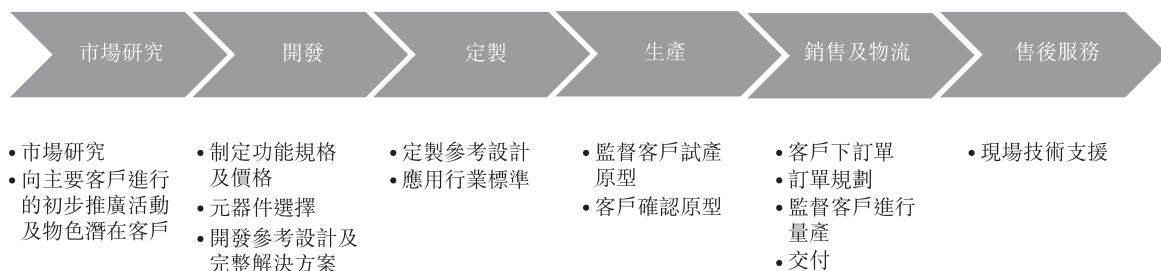 市場研究
開發
定製
生產
銷售及物流
售後服務
• 市場研究
• 向主要客戶進行
的初步推廣活動
及物色潛在客戶
• 制定功能規格
及價格
• 元器件選擇
• 開發參考設計及
完整解決方案
• 定製參考設計
• 應用行業標準
• 監督客戶試產
原型
• 客戶確認原型
• 客戶下訂單
• 訂單規劃
• 監督客戶進行
量產
• 交付
• 現場技術支援